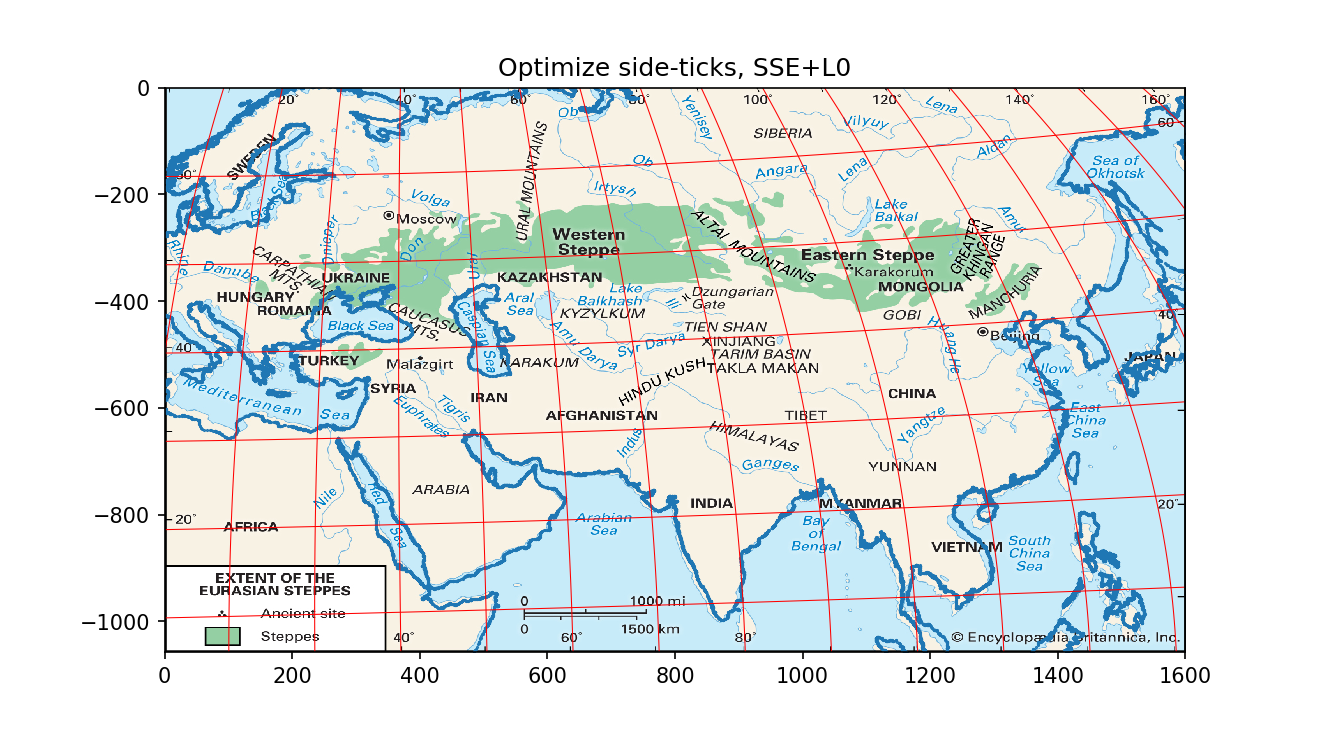 Optimize side-ticks, SSE+L0
0
−200
−400
−600
−800
−1000
0
200
400
600
800
1000
1200
1400
1600
20°
40°
60°
80°
100°
120°
140°
160°
60
Ob
Yenisey
SIBERIA
Vilyuy
Lena
Aldan
Sea of
Okhotsk
SWEDEN
URAL MOUNTAINS
Ob
Angara
Lena
Irtysh
Volga
Moscow
Lake
Baikal
Amur
Rhine
Dnieper
Don
Western
Steppe
ALTAI MOUNTAINS
Eastern Steppe
Karakorum
GREATER
KHINGAN
RANGE
Danube
CARPATHIAN
MTS.
UKRAINE
KAZAKHSTAN
MONGOLIA
MANCHURIA
HUNGARY
ROMANIA
Black Sea
CAUCASUS
MTS.
Caspian Sea
Aral
Sea
Lake
Balkhash
Ili
Dzungarian
Gate
KYZYLKUM
GOBI
40
TIEN SHAN
XINJIANG
TARIM BASIN
TAKLA MAKAN
Huang He
Beijing
JAPAN
40
TURKEY
Malazgirt
KARAKUM
Amu Darya
Syr Darya
Yellow
Sea
Mediterranean Sea
SYRIA
Tigris
Euphrates
IRAN
HINDU KUSH
AFGHANISTAN
TIBET
CHINA
Yangtze
East
China
Sea
HIMALAYAS
Indus
Ganges
YUNNAN
Nile
Red
Sea
ARABIA
INDIA
MYANMAR
20°
20°
AFRICA
Arabian
Sea
Bay
of
Bengal
VIETNAM
South
China
Sea
EXTENT OF THE
EURASIAN STEPPES
Ancient site
Steppes
0 1000 mi
0 1500 km
40°
60°
80°
© Encyclopædia Britannica, Inc.